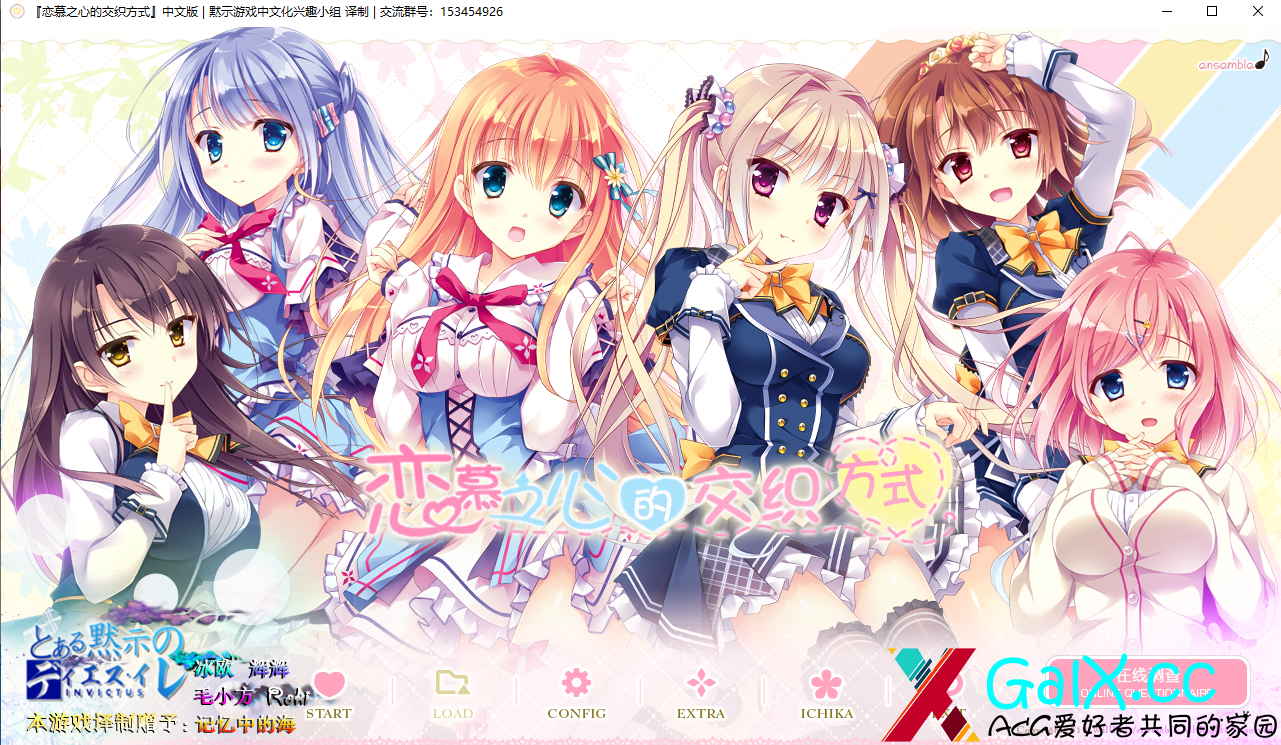 『恋慕之心的交织方式』中文版 | 默示游戏中文化兴趣小组 译制 | 交流群号：153454926
ensemble
恋慕之心的交织方式
とある黙示の
ディエス・イレ
INVICTUS
冰欧
毛小方
本游戏译制赠予：记忆中的海
START
LOAD
CONFIG
EXTRA
ICHIKA
在线调查
ONLINE QUESTIONNAIRE
GalX.cc
ACG爱好者共同的家园